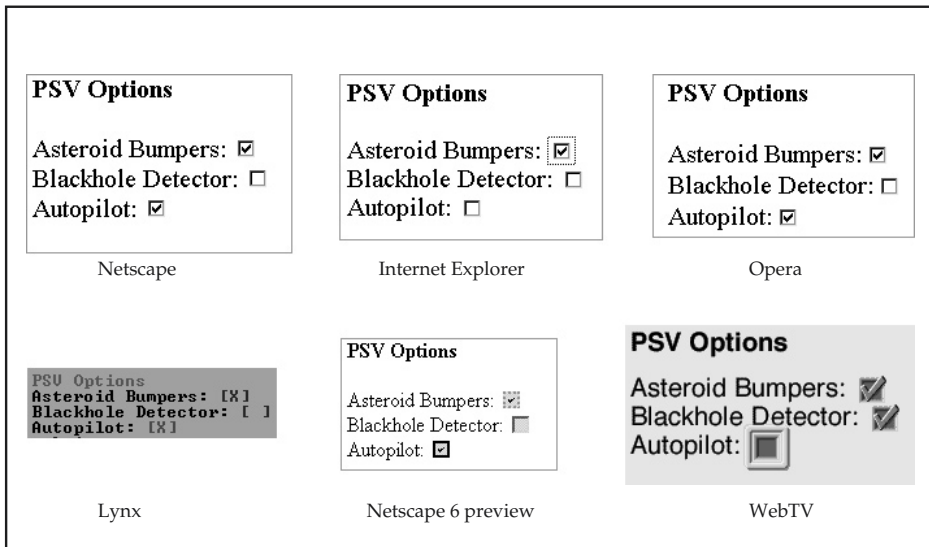 PSV Options
Asteroid Bumpers:
Blackhole Detector:
Autopilot:
Netscape
PSV Options
Asteroid Bumpers:
Blackhole Detector:
Autopilot:
Internet Explorer
PSV Options
Asteroid Bumpers:
Blackhole Detector:
Autopilot:
Opera
PSV Options
Asteroid Bumpers: [X]
Blackhole Detector: [ ]
Autopilot: [X]
Lynx
PSV Options
Asteroid Bumpers:
Blackhole Detector:
Autopilot:
Netscape 6 preview
PSV Options
Asteroid Bumpers:
Blackhole Detector:
Autopilot:
WebTV